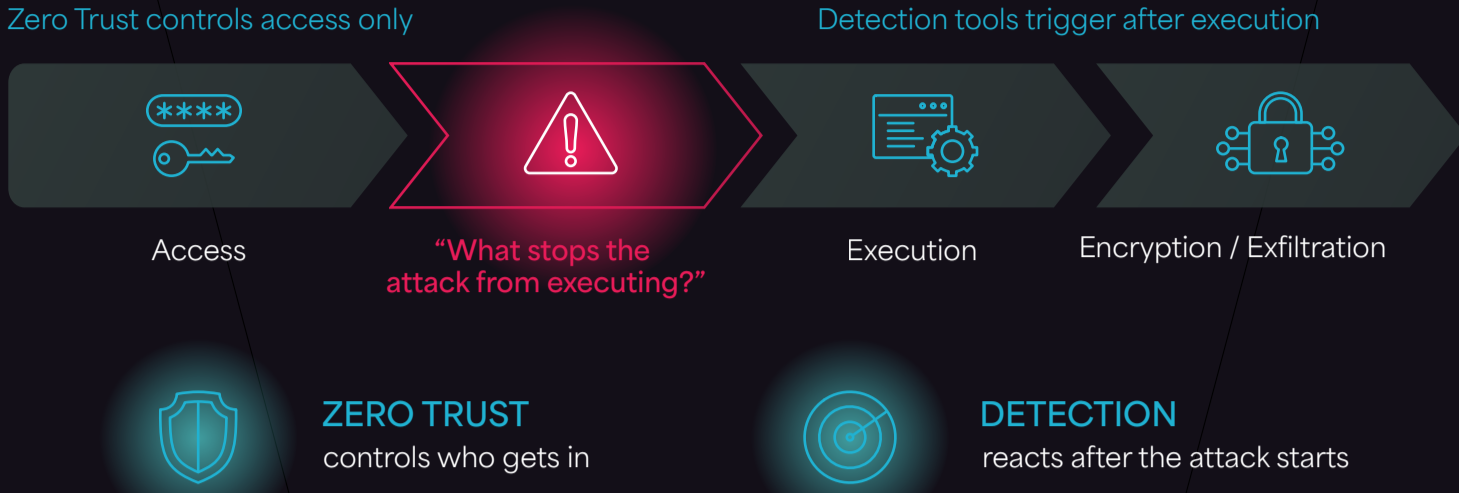 Zero Trust controls access only
Detection tools trigger after execution
****
Access
“What stops the
attack from executing?”
Execution
Encryption / Exfiltration
ZERO TRUST
controls who gets in
DETECTION
reacts after the attack starts